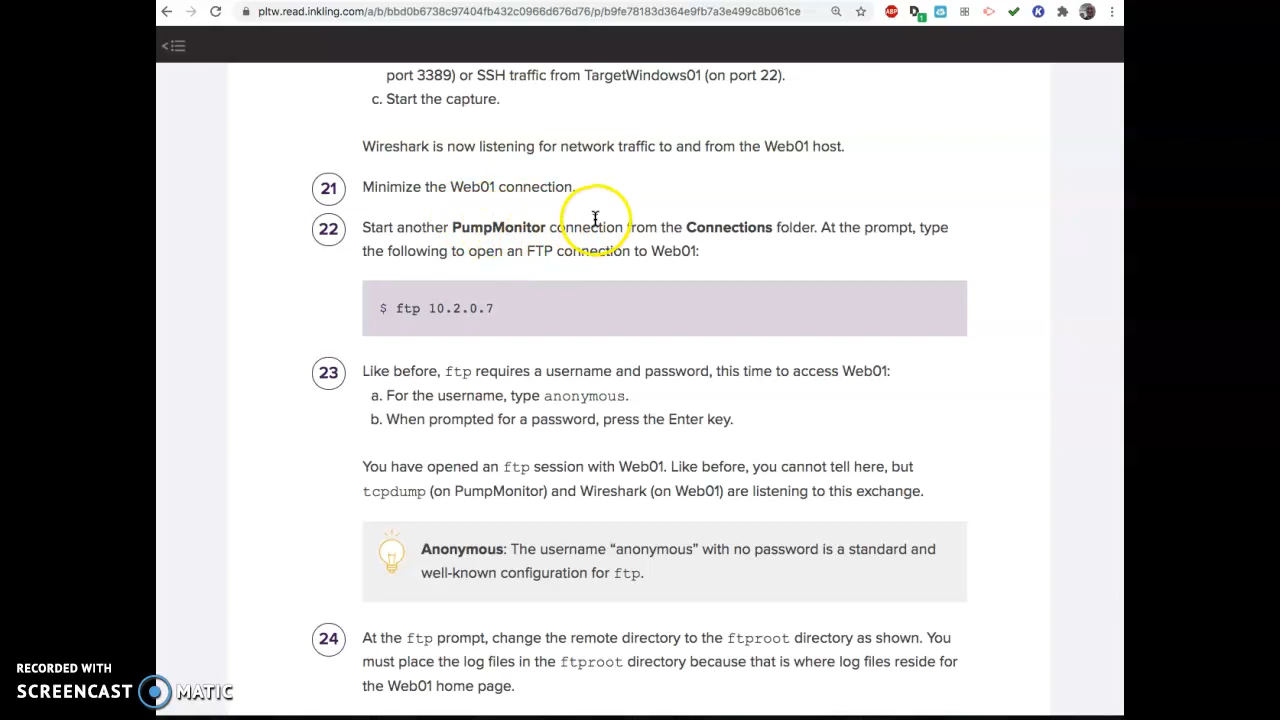 pltw.read.inkling.com/a/b/bbd0b6738c97404fb432c0966d676d76/p/b9fe78183d364e9fb7a3e499c8b061ce
ABP
1
port 3389) or SSH traffic from TargetWindows01 (on port 22).
c. Start the capture.
Wireshark is now listening for network traffic to and from the Web01 host.
21 Minimize the Web01 connection.
22 Start another PumpMonitor connection from the Connections folder. At the prompt, type
the following to open an FTP connection to Web01:
$ ftp 10.2.0.7
23 Like before, ftp requires a username and password, this time to access Web01:
a. For the username, type anonymous.
b. When prompted for a password, press the Enter key.
You have opened an ftp session with Web01. Like before, you cannot tell here, but
tcpdump (on PumpMonitor) and Wireshark (on Web01) are listening to this exchange.
Anonymous: The username “anonymous” with no password is a standard and
well-known configuration for ftp.
24 At the ftp prompt, change the remote directory to the ftproot directory as shown. You
must place the log files in the ftproot directory because that is where log files reside for
the Web01 home page.
RECORDED WITH
SCREENCAST MATIC